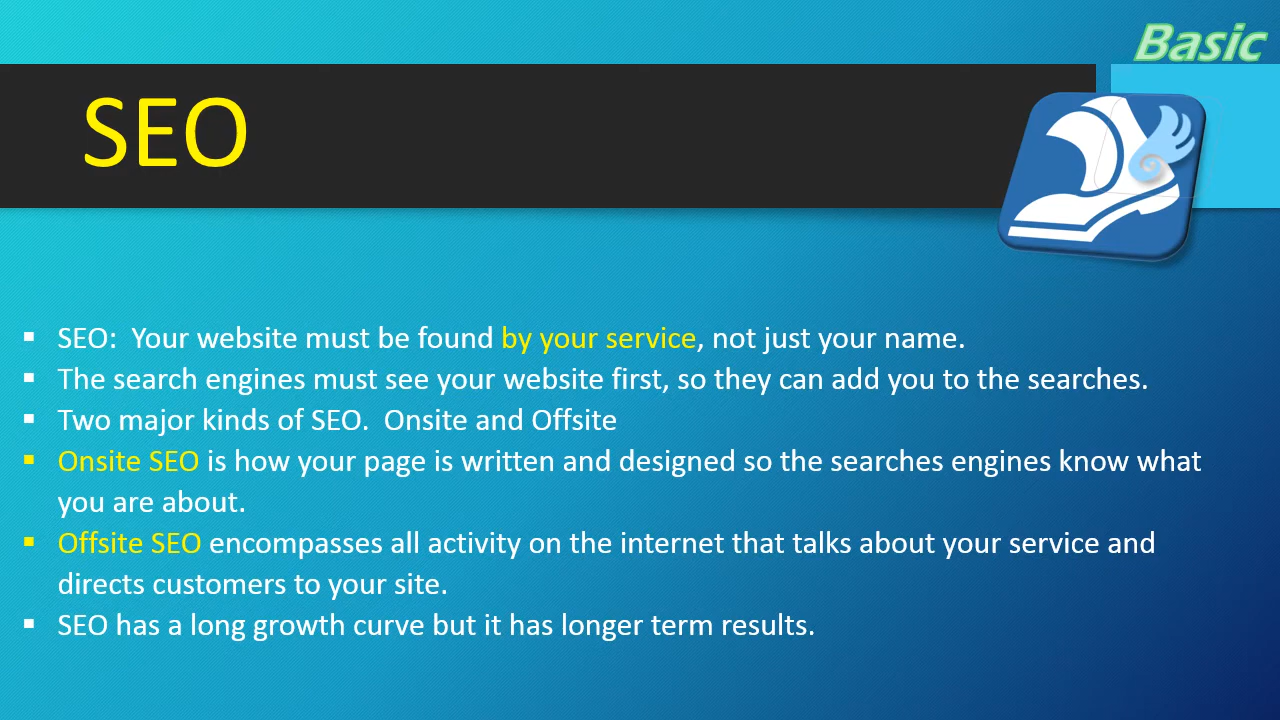 Basic
SEO
▪ SEO:  Your website must be found by your service, not just your name.
▪ The search engines must see your website first, so they can add you to the searches.
▪ Two major kinds of SEO.  Onsite and Offsite
▪ Onsite SEO is how your page is written and designed so the searches engines know what
you are about.
▪ Offsite SEO encompasses all activity on the internet that talks about your service and
directs customers to your site.
▪ SEO has a long growth curve but it has longer term results.